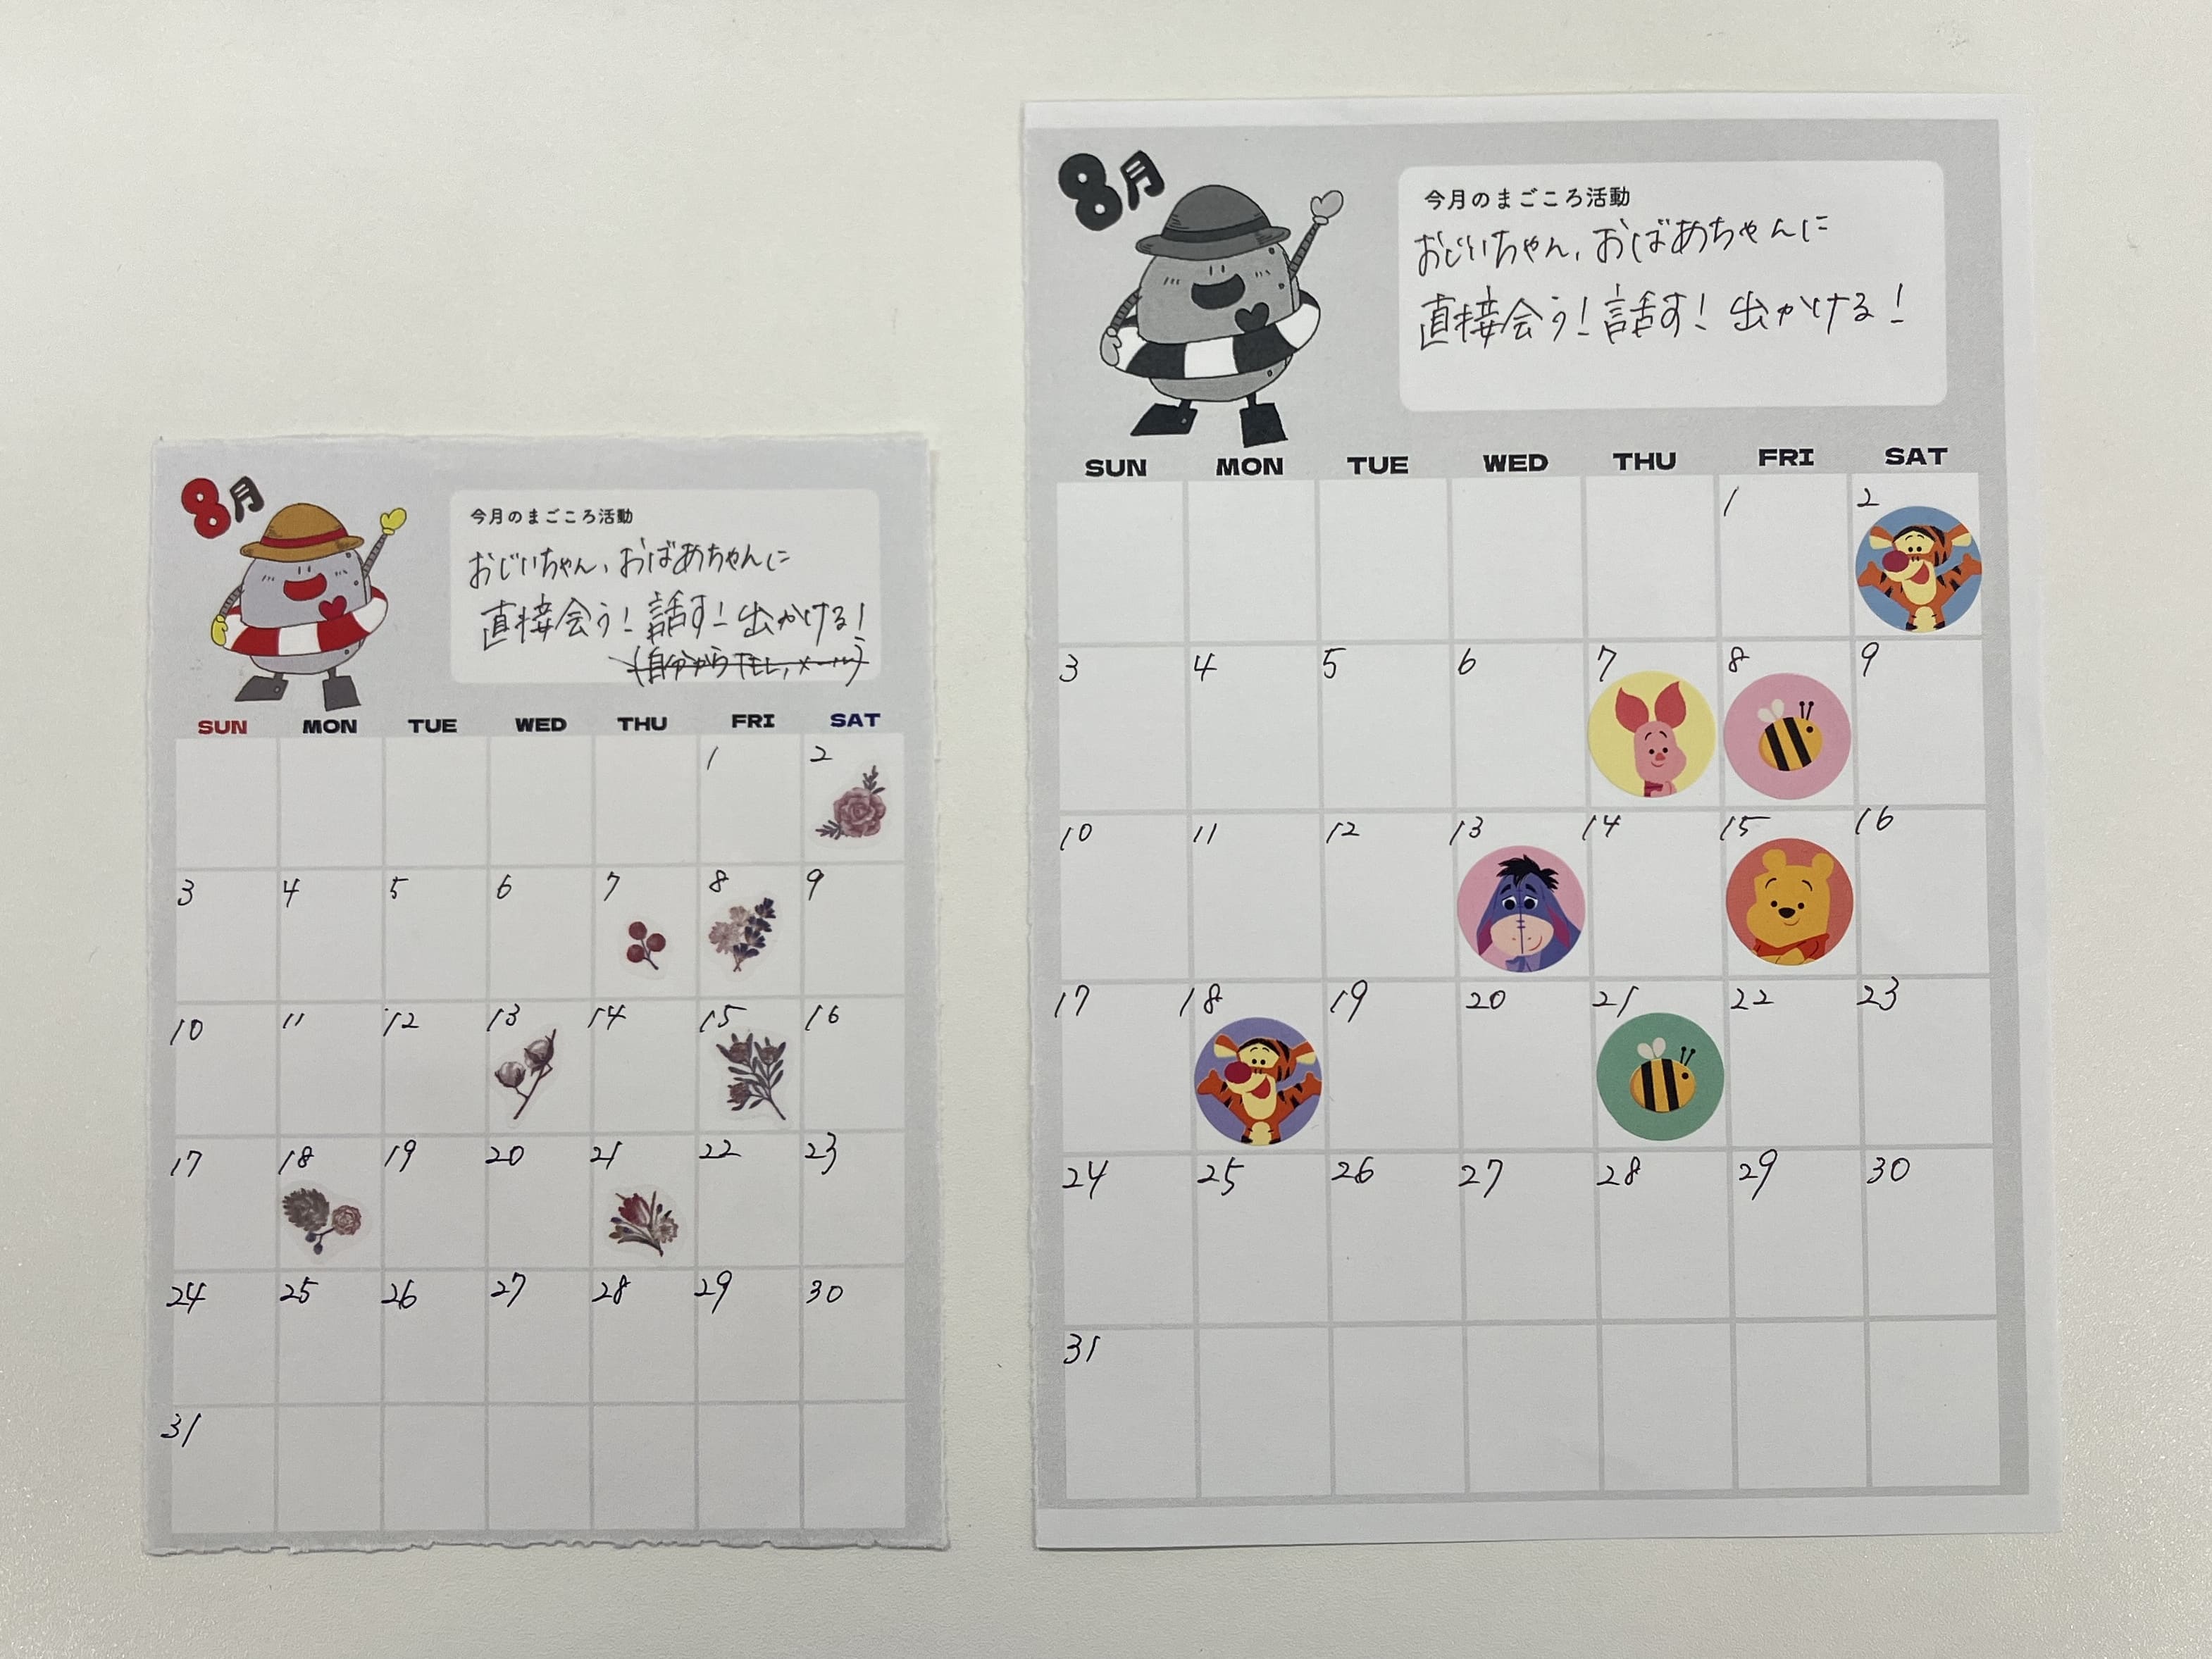 8月
今月のまごころ活動
おじいちゃん、おばあちゃんに
直接会う!話す!出かける!
(自分からTEL,メール)
SUN MON TUE WED THU FRI SAT
1 2
3 4 5 6 7 8 9
10 11 12 13 14 15 16
17 18 19 20 21 22 23
24 25 26 27 28 29 30
31
8月
今月のまごころ活動
おじいちゃん、おばあちゃんに
直接会う!話す!出かける!
SUN MON TUE WED THU FRI SAT
1 2
3 4 5 6 7 8 9
10 11 12 13 14 15 16
17 18 19 20 21 22 23
24 25 26 27 28 29 30
31